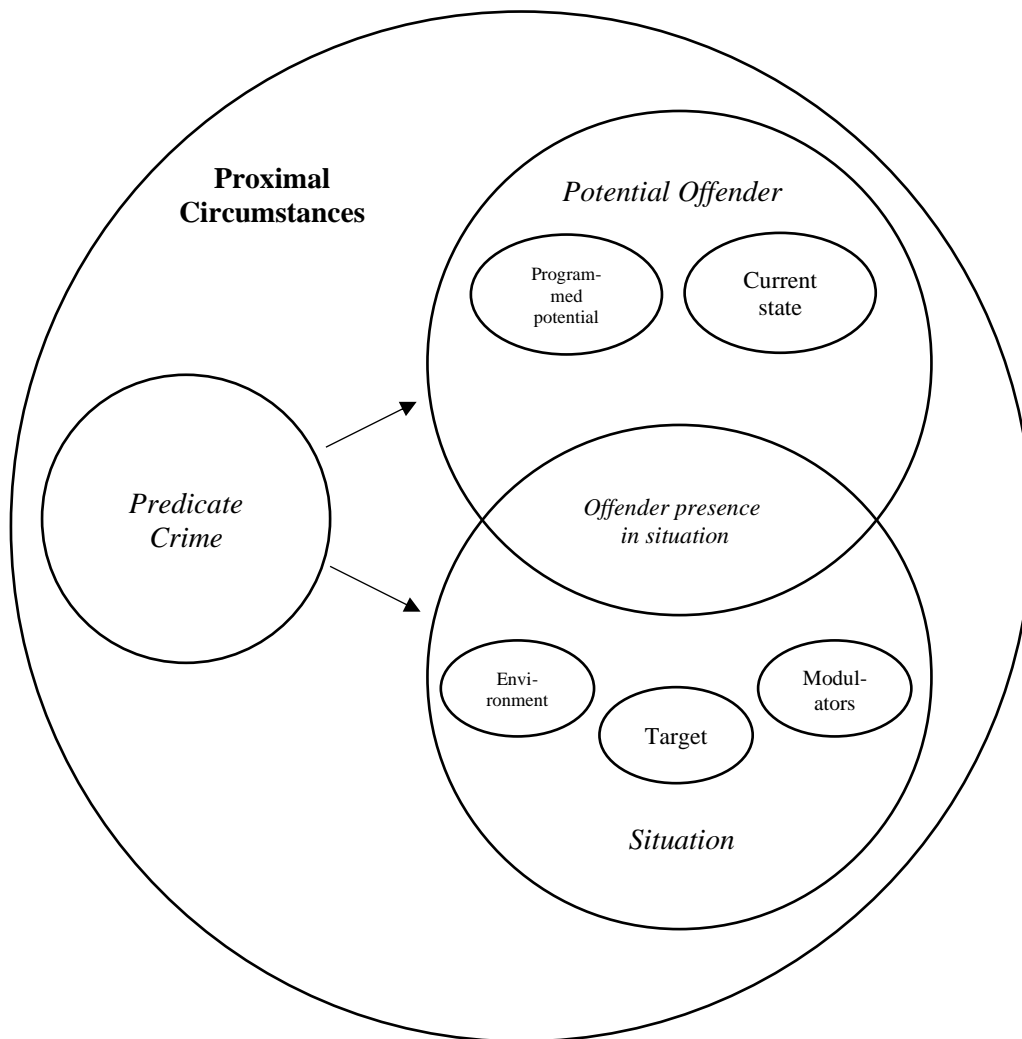 Proximal
Circumstances
Potential Offender
Program-
med
potential
Current
state
Predicate
Crime
Offender presence
in situation
Envi-
ronment
Target
Modul-
ators
Situation